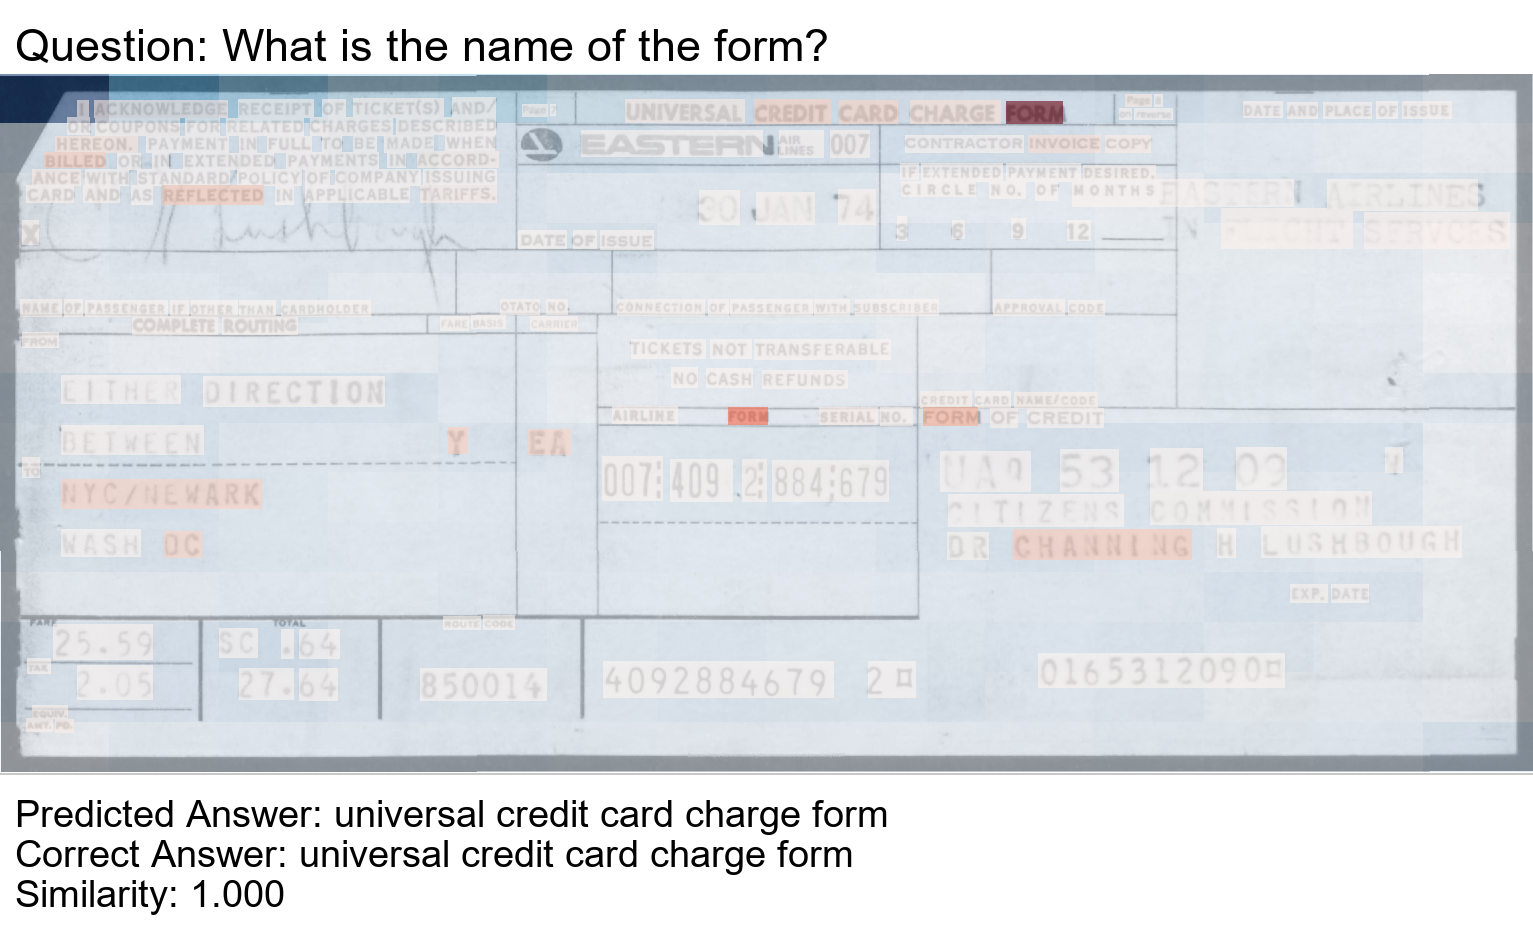 Question: What is the name of the form?
I ACKNOWLEDGE RECEIPT OF TICKET(S) AND/
OR COUPONS FOR RELATED CHARGES DESCRIBED
HEREON. PAYMENT IN FULL TO BE MADE WHEN
BILLED OR IN EXTENDED PAYMENTS IN ACCORD-
ANCE WITH STANDARD POLICY OF COMPANY ISSUING
CARD AND AS REFLECTED IN APPLICABLE TARIFFS.
X
UNIVERSAL CREDIT CARD CHARGE FORM
EASTERN AIR LINES 007
30 JAN 74
DATE OF ISSUE
CONTRACTOR INVOICE COPY
IF EXTENDED PAYMENT DESIRED,
CIRCLE NO. OF MONTHS
3 6 9 12
on reverse
DATE AND PLACE OF ISSUE
EASTERN AIRLINES
IN FLIGHT SERVCES
NAME OF PASSENGER IF OTHER THAN CARDHOLDER
OTATO NO.
CONNECTION OF PASSENGER WITH SUBSCRIBER
APPROVAL CODE
COMPLETE ROUTING
FARE BASIS
CARRIER
FROM
EITHER DIRECTION
BETWEEN Y EA
TO
NYC/NEWARK
WASH DC
TICKETS NOT TRANSFERABLE
NO CASH REFUNDS
AIRLINE FORM SERIAL NO.
007 409 2 884 679
CREDIT CARD NAME/CODE
FORM OF CREDIT
53 12 09
CITIZENS COMMISSION
DR CHANNING H LUSHBOUGH
EXP. DATE
FARE
25.59
TAX
2.05
EQUIV.
AMT. PD.
TOTAL
SC .64
27.64
ROUTE CODE
850014
4092884679 2
01653120900
Predicted Answer: universal credit card charge form
Correct Answer: universal credit card charge form
Similarity: 1.000